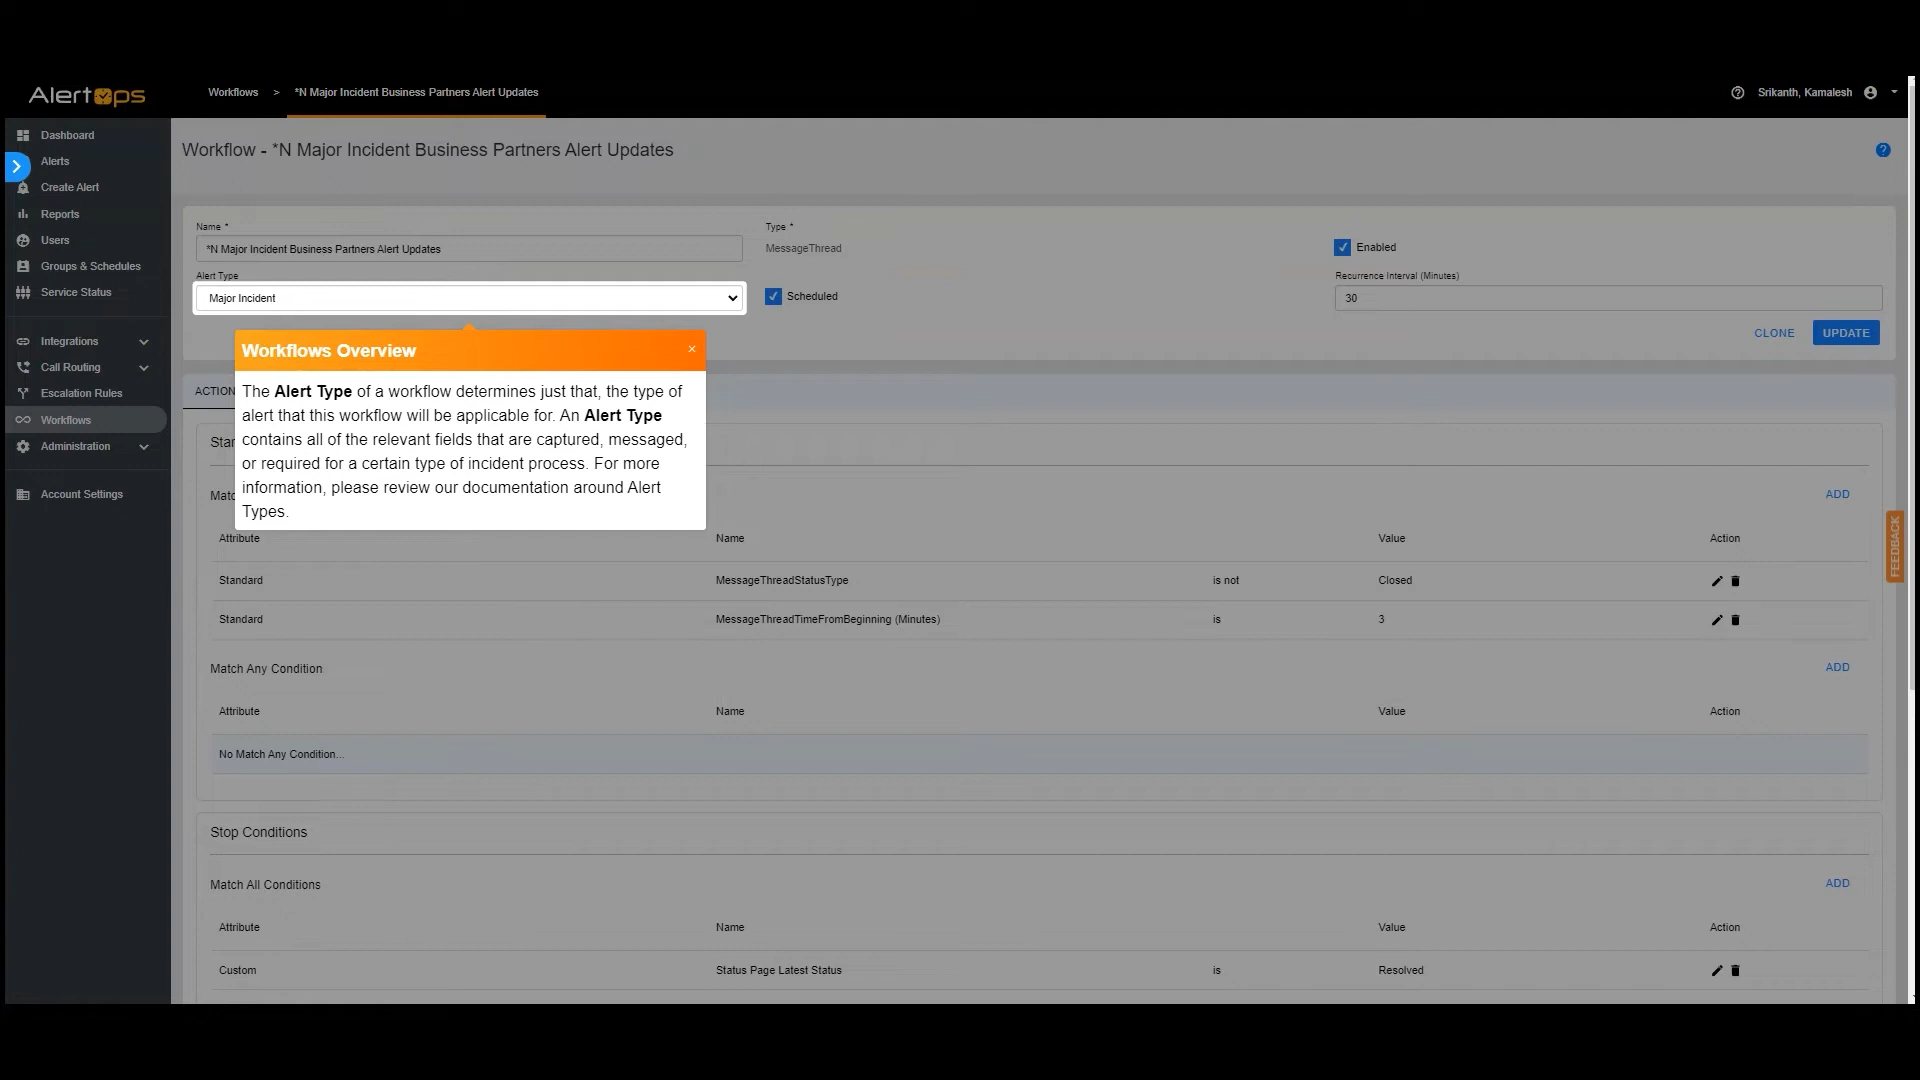 AlertOps
Workflows > *N Major Incident Business Partners Alert Updates
Srikanth, Kamalesh
Dashboard
Alerts
Create Alert
Reports
Users
Groups & Schedules
Service Status
Integrations
Call Routing
Escalation Rules
Workflows
Administration
Account Settings
Workflow - *N Major Incident Business Partners Alert Updates
Name *
*N Major Incident Business Partners Alert Updates
Type *
MessageThread
Enabled
Alert Type
Major Incident
Scheduled
Recurrence Interval (Minutes)
30
CLONE
UPDATE
Workflows Overview ×
The Alert Type of a workflow determines just that, the type of
alert that this workflow will be applicable for. An Alert Type
contains all of the relevant fields that are captured, messaged,
or required for a certain type of incident process. For more
information, please review our documentation around Alert
Types.
ACTION
Star
Matc
ADD
Attribute Name Value Action
Standard MessageThreadStatusType is not Closed
Standard MessageThreadTimeFromBeginning (Minutes) is 3
Match Any Condition ADD
Attribute Name Value Action
No Match Any Condition...
Stop Conditions
Match All Conditions ADD
Attribute Name Value Action
Custom Status Page Latest Status is Resolved
FEEDBACK